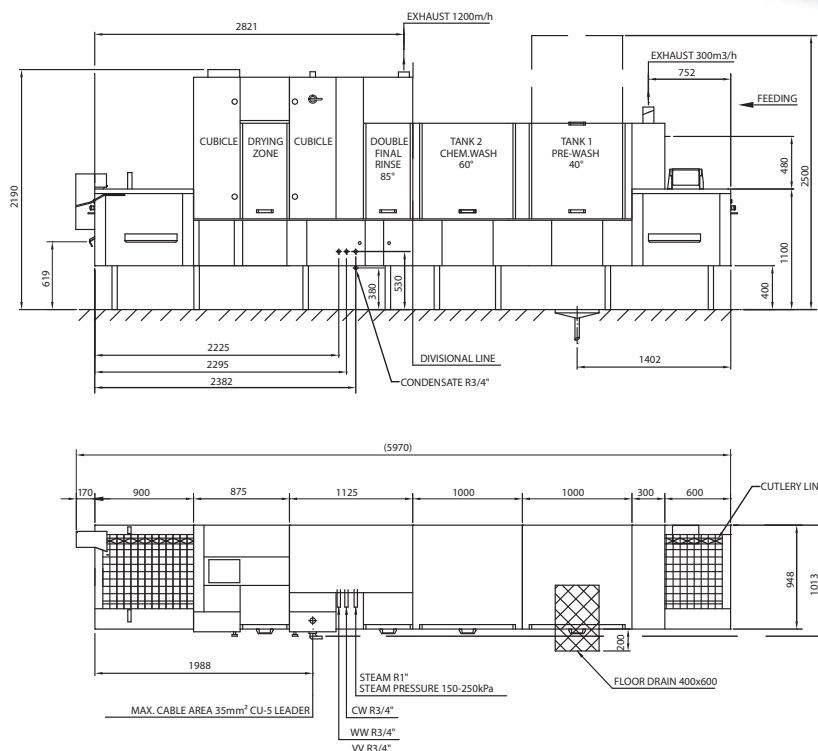 2821
EXHAUST 1200m/h
EXHAUST 300m3/h
752
FEEDING
CUBICLE
DRYING
ZONE
CUBICLE
DOUBLE
FINAL
RINSE
85°
TANK 2
CHEM.WASH
60°
TANK 1
PRE-WASH
40°
2190
619
380
530
480
2500
1100
400
2225
2295
2382
DIVISIONAL LINE
CONDENSATE R3/4"
1402
(5970)
170
900
875
1125
1000
1000
300
600
CUTLERY LIN
948
1013
200
1988
STEAM R1"
STEAM PRESSURE 150-250kPa
FLOOR DRAIN 400x600
MAX. CABLE AREA 35mm² CU-5 LEADER
CW R3/4"
WW R3/4"
VV R3/4"